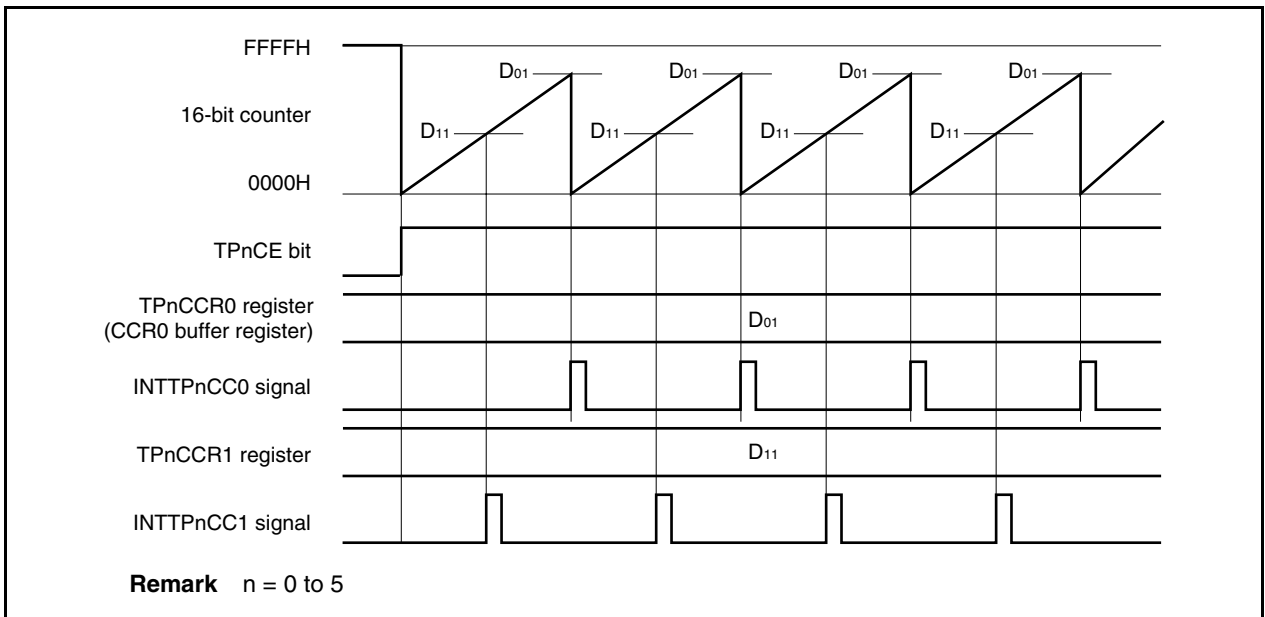 FFFFH
D01 D01 D01 D01
16-bit counter
D11 D11 D11 D11
0000H
TPnCE bit
TPnCCR0 register
(CCR0 buffer register)
D01
INTTPnCC0 signal
TPnCCR1 register
D11
INTTPnCC1 signal
Remark n = 0 to 5